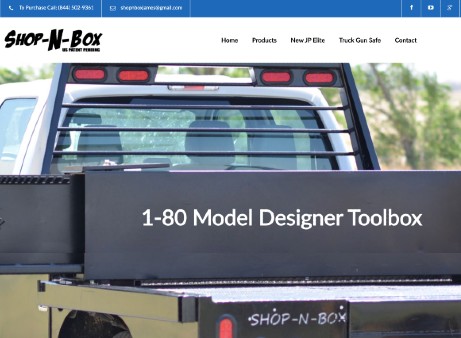 To Purchase Call: (844) 502-9361
shopnboxsames@gmail.com
SHOP-N-BOX
US PATENT PENDING
Home
Products
New JP Elite
Truck Gun Safe
Contact
1-80 Model Designer Toolbox
SHOP-N-BOX